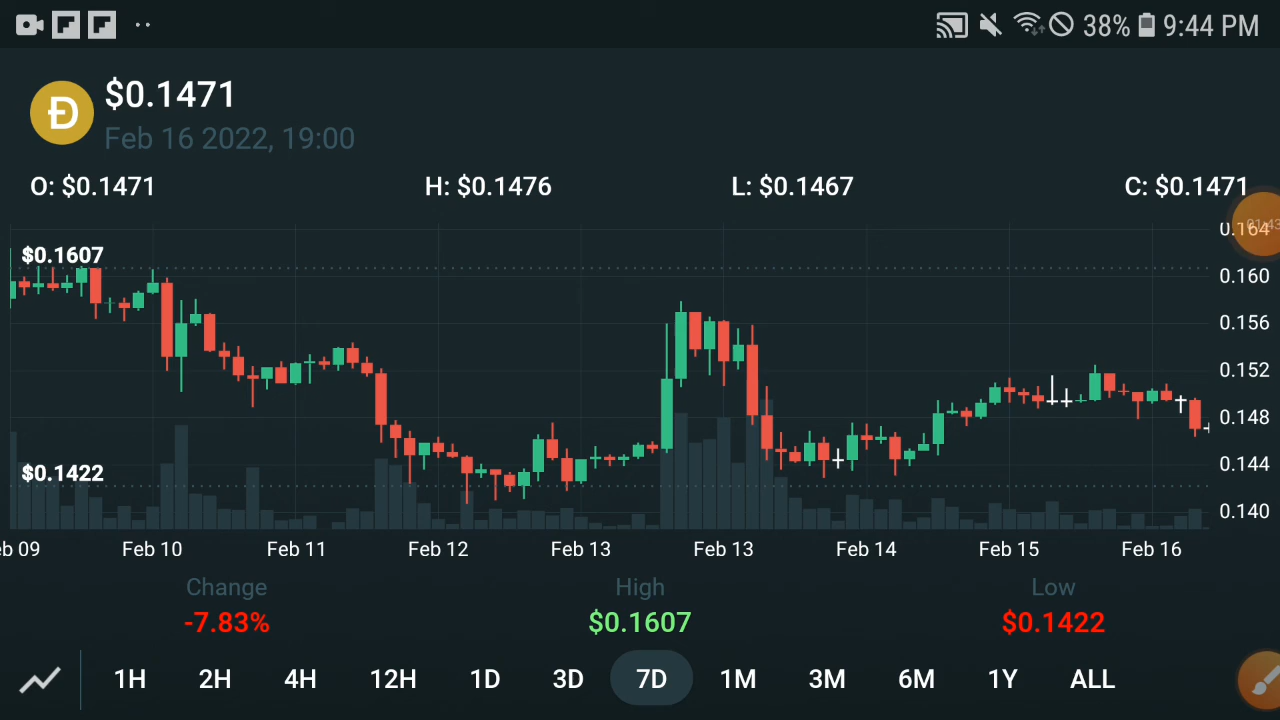 38% 9:44 PM
Đ $0.1471
Feb 16 2022, 19:00
O: $0.1471 H: $0.1476 L: $0.1467 C: $0.1471
01:43
0.164
$0.1607
0.160
0.156
0.152
0.148
$0.1422
0.144
0.140
b 09 Feb 10 Feb 11 Feb 12 Feb 13 Feb 13 Feb 14 Feb 15 Feb 16
Change High Low
-7.83% $0.1607 $0.1422
1H 2H 4H 12H 1D 3D 7D 1M 3M 6M 1Y ALL